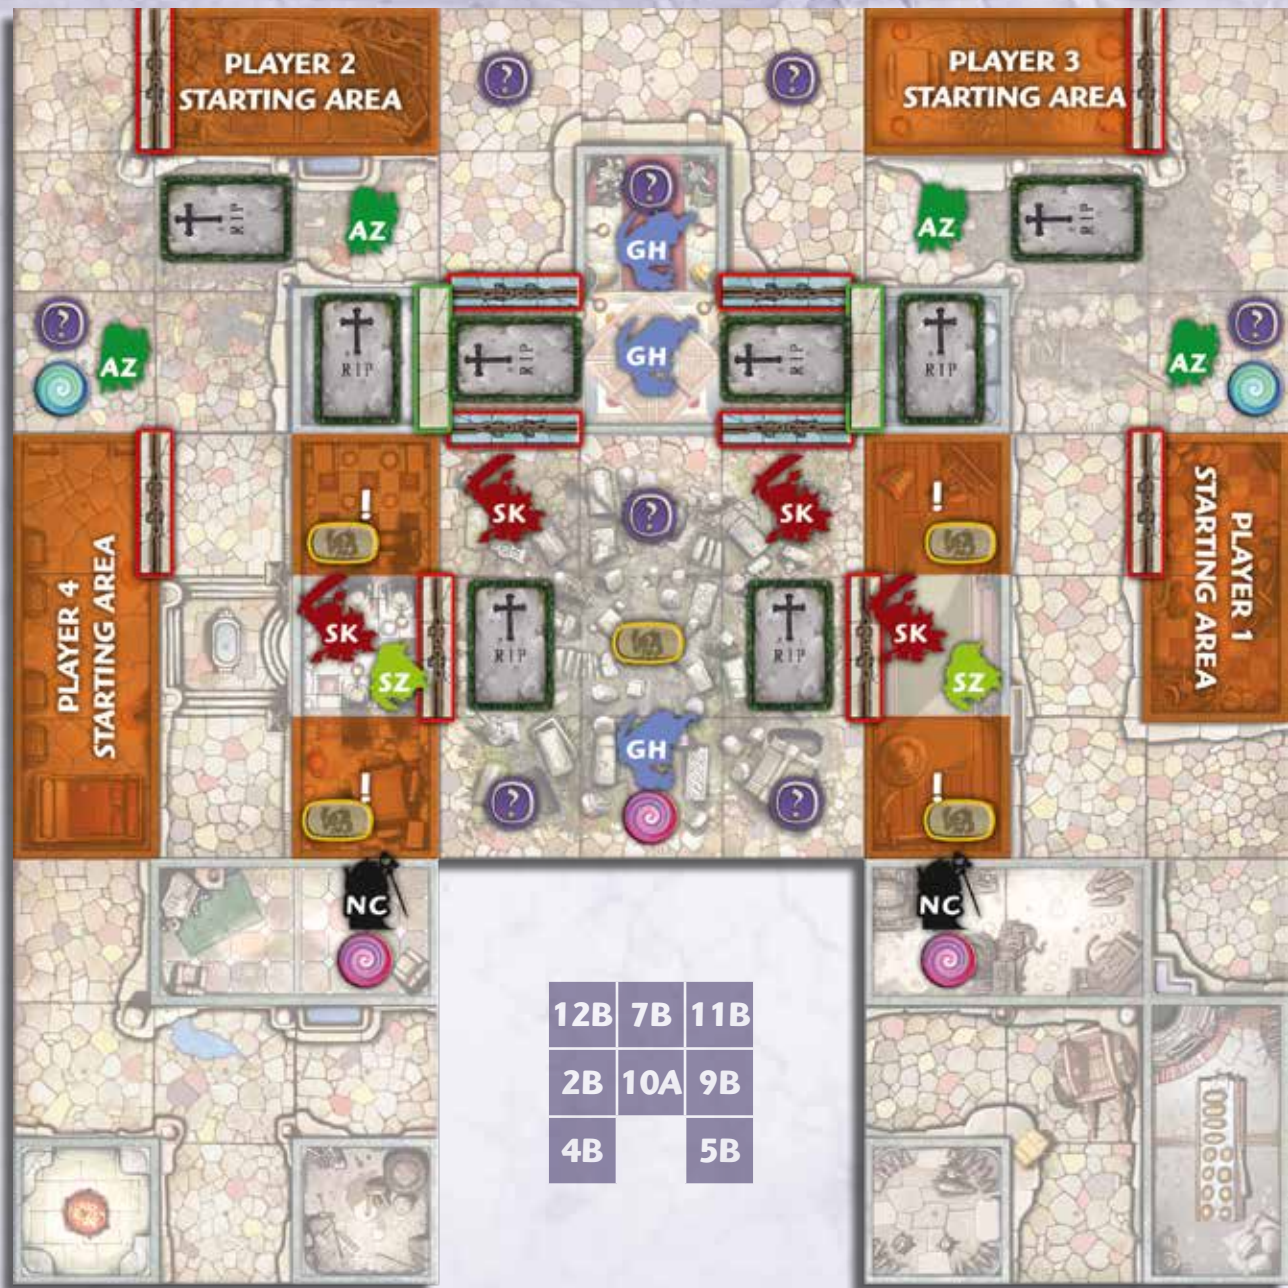 PLAYER 2
STARTING AREA
PLAYER 3
STARTING AREA
?
?
?
RIP
AZ
GH
AZ
RIP
?
AZ
RIP
RIP
GH
RIP
RIP
AZ
?
!
SK
?
SK
!
PLAYER 4
STARTING AREA
SK
SZ
RIP
RIP
SK
SZ
PLAYER 1
STARTING AREA
!
?
GH
?
!
NC
NC
12B 7B 11B
2B 10A 9B
4B 5B